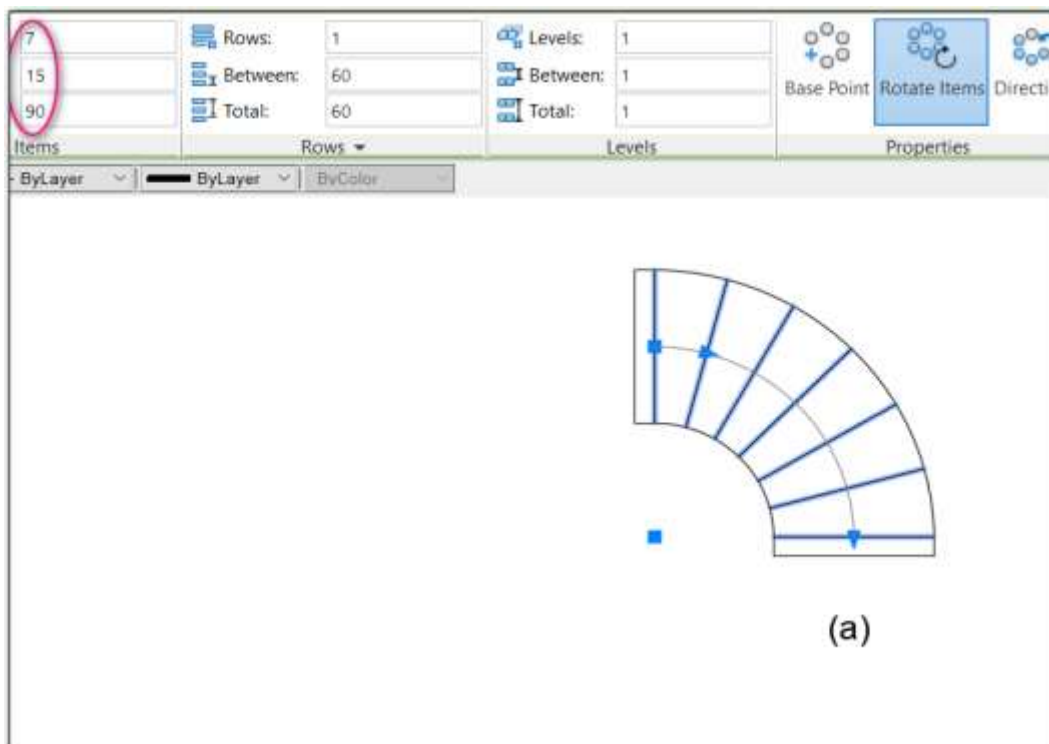 7 Rows: 1 Levels: 1
15 Between: 60 Between: 1
90 Total: 60 Total: 1
Base Point Rotate Items Directi
Items Rows Levels Properties
ByLayer ByLayer ByColor
(a)